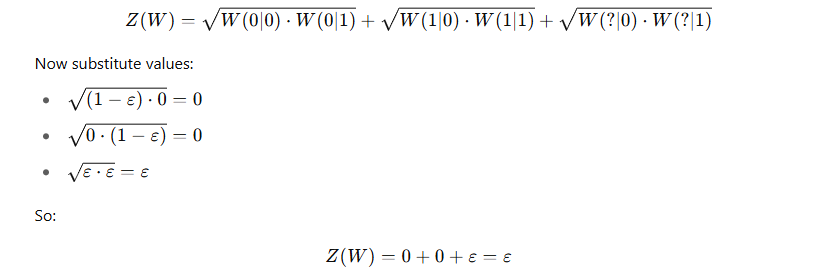 Z(W) = √W(0|0) · W(0|1) + √W(1|0) · W(1|1) + √W(?|0) · W(?|1)
Now substitute values:
• √(1 − ε) · 0 = 0
• √0 · (1 − ε) = 0
• √ε · ε = ε
So:
Z(W) = 0 + 0 + ε = ε